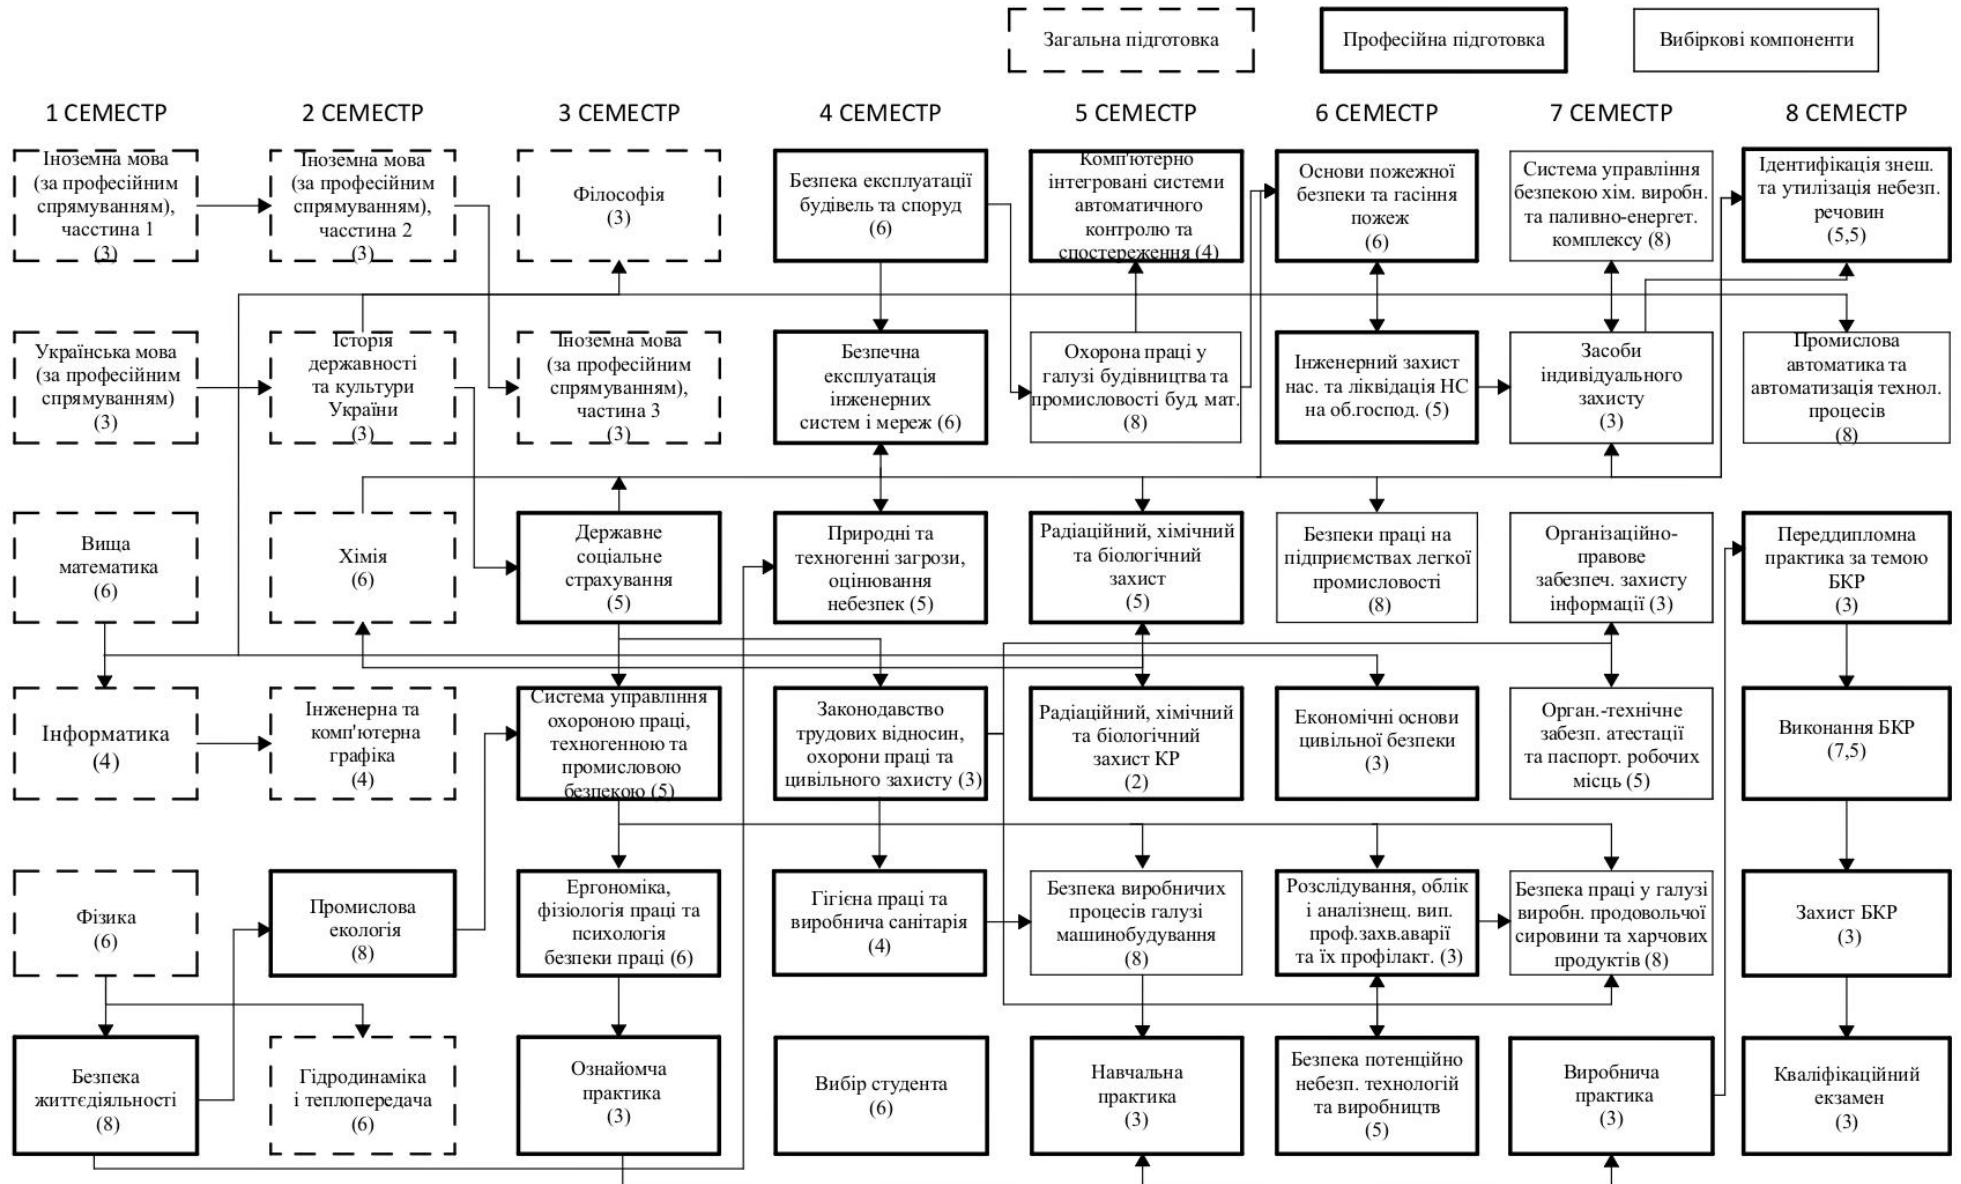 Загальна підготовка
Професійна підготовка
Вибіркові компоненти
1 СЕМЕСТР
2 СЕМЕСТР
3 СЕМЕСТР
4 СЕМЕСТР
5 СЕМЕСТР
6 СЕМЕСТР
7 СЕМЕСТР
8 СЕМЕСТР
Іноземна мова
(за професійним
спрямуванням),
часстина 1
(3)
Іноземна мова
(за професійним
спрямуванням),
часстина 2
(3)
Філософія
(3)
Безпека експлуатації
будівель та споруд
(6)
Комп'ютерно
інтегровані системи
автоматичного
контролю та
спостереження (4)
Основи пожежної
безпеки та гасіння
пожеж
(6)
Система управління
безпекою хім. виробн.
та паливно-енергет.
комплексу (8)
Ідентифікація знеш.
та утилізація небезп.
речовин
(5,5)
Українська мова
(за професійним
спрямуванням)
(3)
Історія
державності
та культури
України
(3)
Іноземна мова
(за професійним
спрямуванням),
частина 3
(3)
Безпечна
експлуатація
інженерних
систем і мереж (6)
Охорона праці у
галузі будівництва та
промисловості буд. мат.
(8)
Інженерний захист
нас. та ліквідація НС
на об.господ. (5)
Засоби
індивідуального
захисту
(3)
Промислова
автоматика та
автоматизація технол.
процесів
(8)
Вища
математика
(6)
Хімія
(6)
Державне
соціальне
страхування
(5)
Природні та
техногенні загрози,
оцінювання
небезпек (5)
Радіаційний, хімічний
та біологічний
захист
(5)
Безпеки праці на
підприємствах легкої
промисловості
(8)
Організаційно-
правове
забезпеч. захисту
інформації (3)
Переддипломна
практика за темою
БКР
(3)
Інформатика
(4)
Інженерна та
комп'ютерна
графіка
(4)
Система управління
охороною праці,
техногенною та
промисловою
безпекою (5)
Законодавство
трудових відносин,
охорони праці та
цивільного захисту (3)
Радіаційний, хімічний
та біологічний
захист КР
(2)
Економічні основи
цивільної безпеки
(3)
Орган.-технічне
забезп. атестації
та паспорт. робочих
місць (5)
Виконання БКР
(7,5)
Фізика
(6)
Промислова
екологія
(8)
Ергономіка,
фізіологія праці та
психологія
безпеки праці (6)
Гігієна праці та
виробнича санітарія
(4)
Безпека виробничих
процесів галузі
машинобудування
(8)
Розслідування, облік
і аналізнещ. вип.
проф.захв.аварії
та їх профілакт. (3)
Безпека праці у галузі
виробн. продовольчої
сировини та харчових
продуктів (8)
Захист БКР
(3)
Безпека
життєдіяльності
(8)
Гідродинаміка
і теплопередача
(6)
Ознайомча
практика
(3)
Вибір студента
(6)
Навчальна
практика
(3)
Безпека потенційно
небезп. технологій
та виробництв
(5)
Виробнича
практика
(3)
Кваліфікаційний
екзамен
(3)